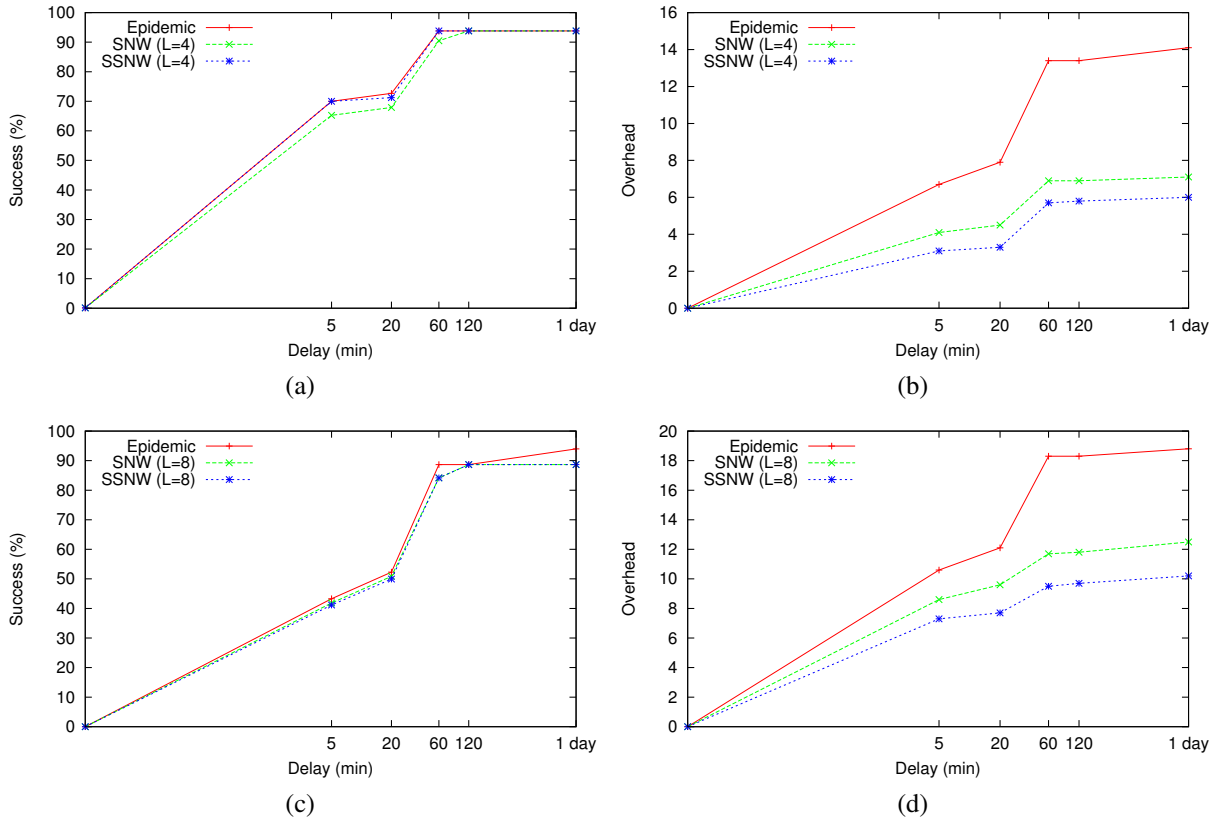 100
90
80
70
60
50
40
30
20
10
0
Success (%)
Epidemic
SNW (L=4)
SSNW (L=4)
5 20 60 120 1 day
Delay (min)
(a)
16
14
12
10
8
6
4
2
0
Overhead
Epidemic
SNW (L=4)
SSNW (L=4)
5 20 60 120 1 day
Delay (min)
(b)
100
90
80
70
60
50
40
30
20
10
0
Success (%)
Epidemic
SNW (L=8)
SSNW (L=8)
5 20 60 120 1 day
Delay (min)
(c)
20
18
16
14
12
10
8
6
4
2
0
Overhead
Epidemic
SNW (L=8)
SSNW (L=8)
5 20 60 120 1 day
Delay (min)
(d)